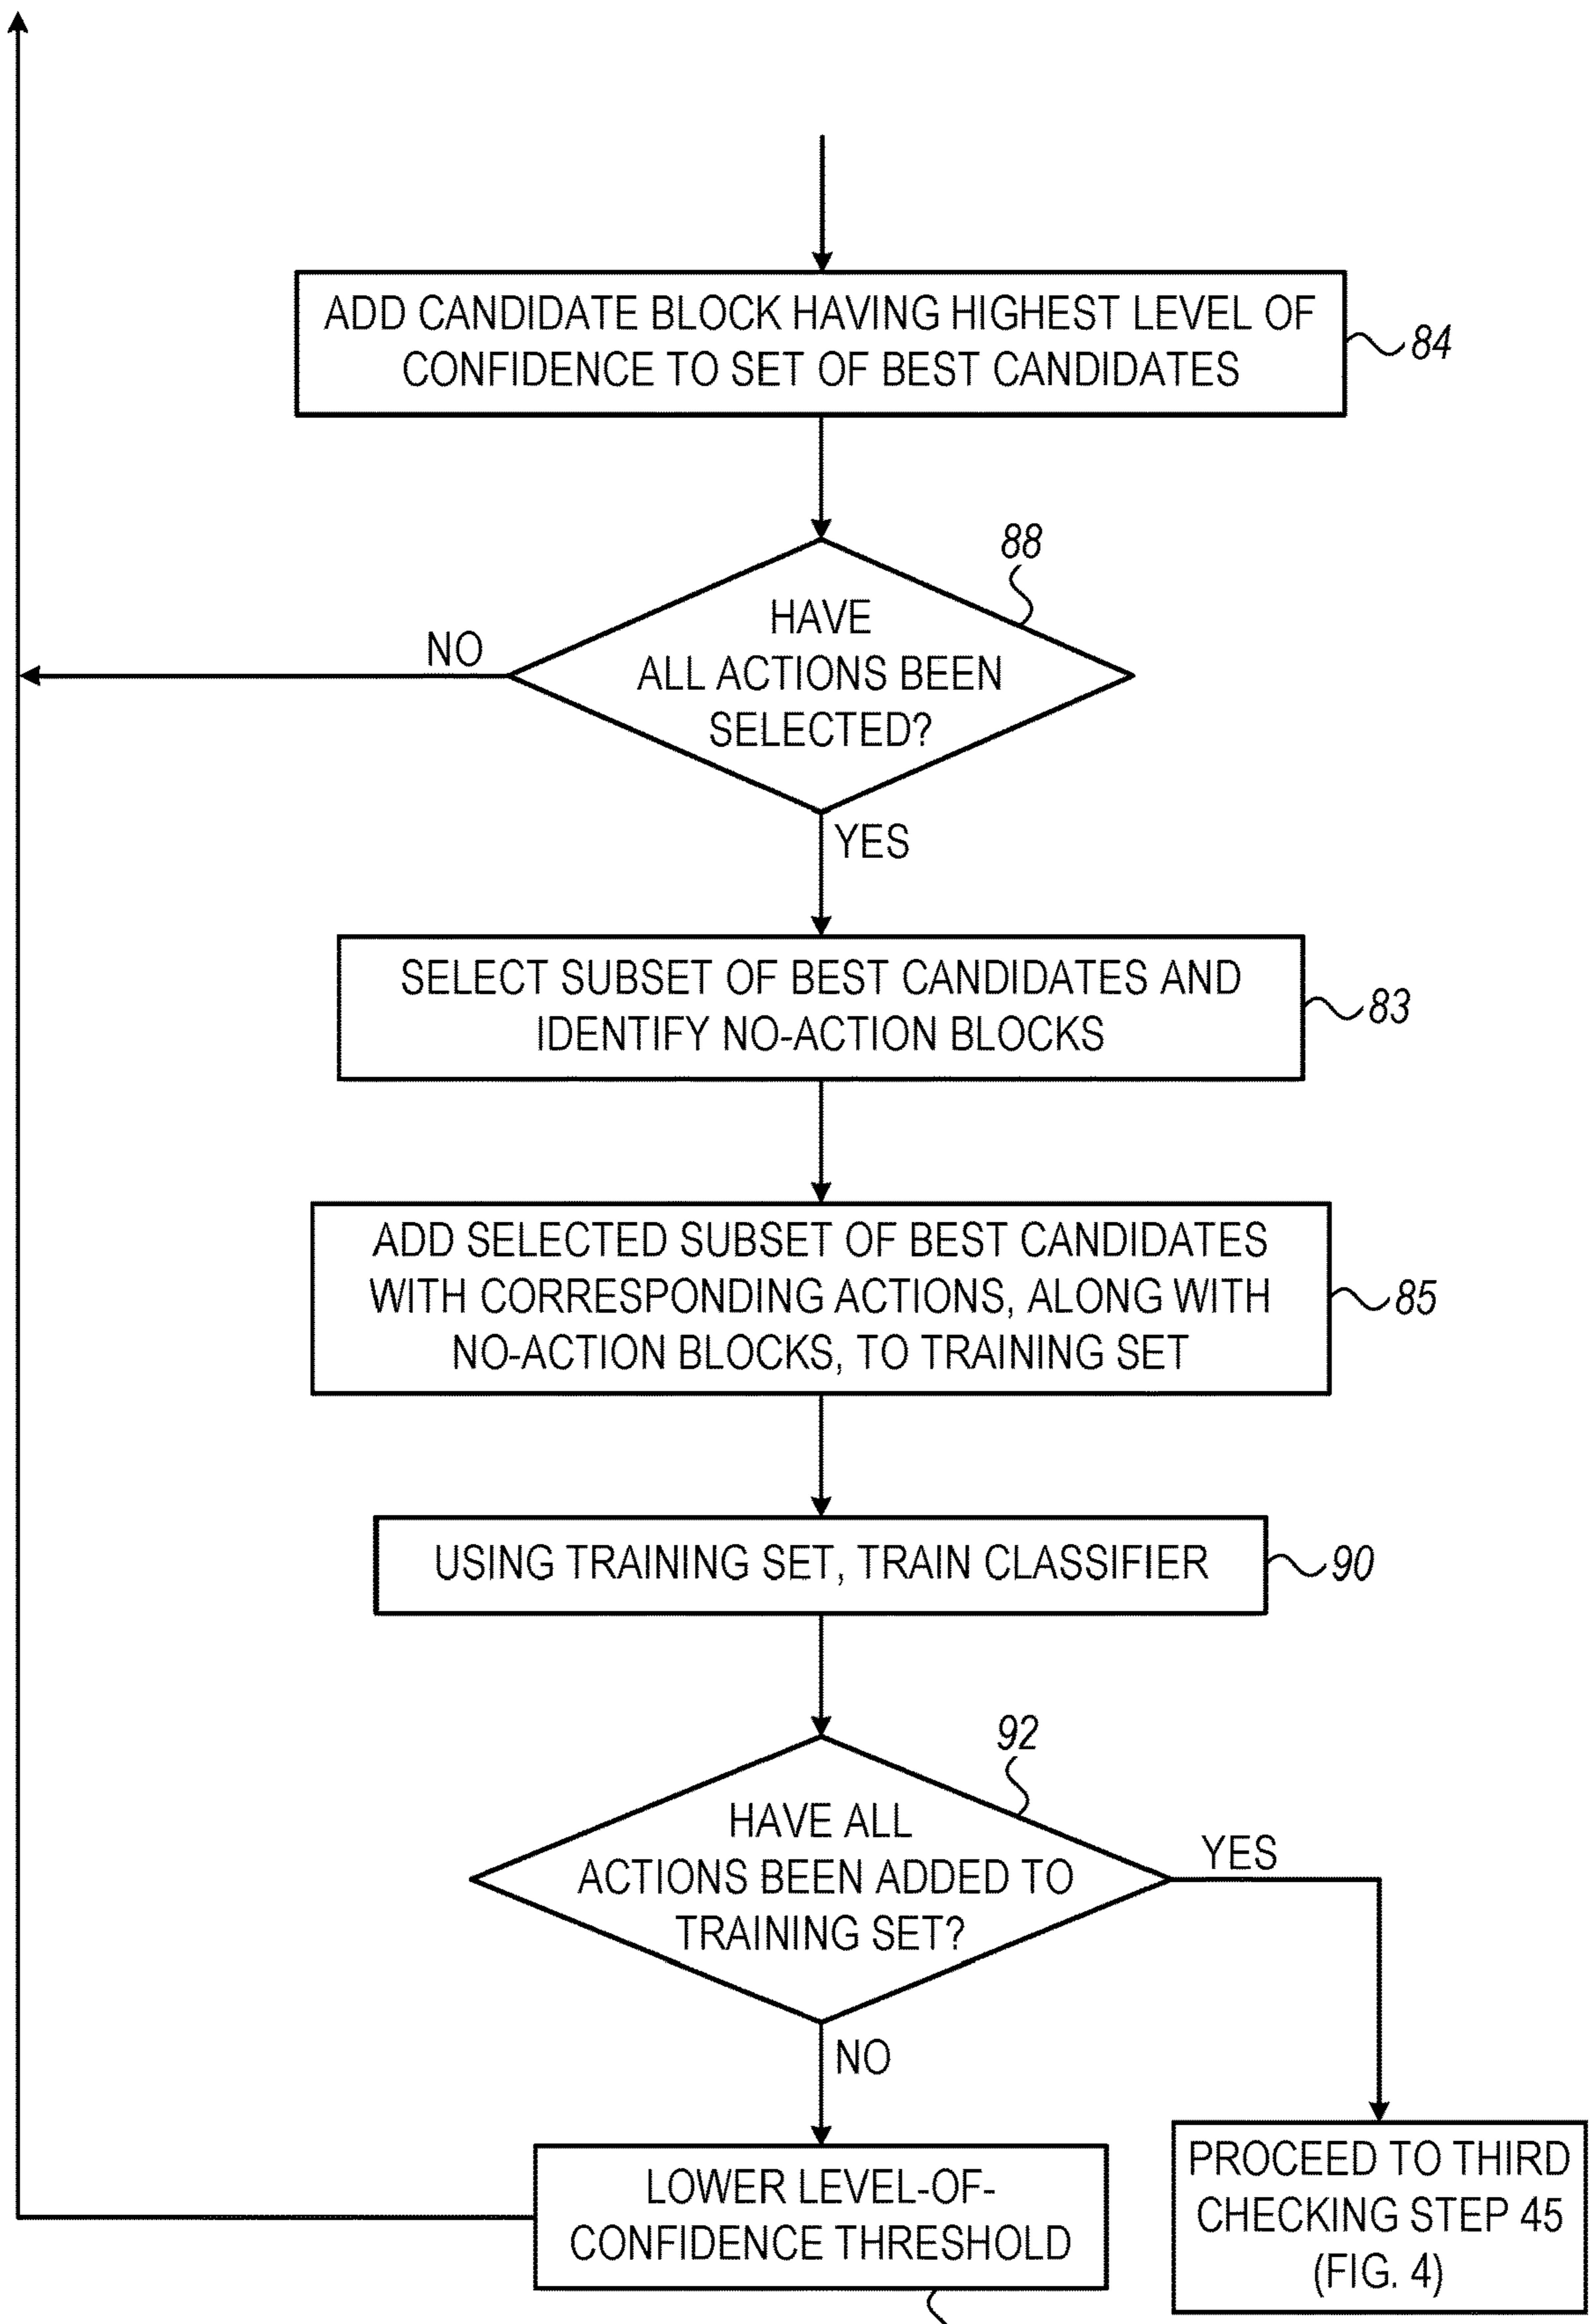 ADD CANDIDATE BLOCK HAVING HIGHEST LEVEL OF
CONFIDENCE TO SET OF BEST CANDIDATES
84
88
HAVE
ALL ACTIONS BEEN
SELECTED?
NO
YES
SELECT SUBSET OF BEST CANDIDATES AND
IDENTIFY NO-ACTION BLOCKS
83
ADD SELECTED SUBSET OF BEST CANDIDATES
WITH CORRESPONDING ACTIONS, ALONG WITH
NO-ACTION BLOCKS, TO TRAINING SET
85
USING TRAINING SET, TRAIN CLASSIFIER
90
92
HAVE ALL
ACTIONS BEEN ADDED TO
TRAINING SET?
YES
NO
LOWER LEVEL-OF-
CONFIDENCE THRESHOLD
PROCEED TO THIRD
CHECKING STEP 45
(FIG. 4)